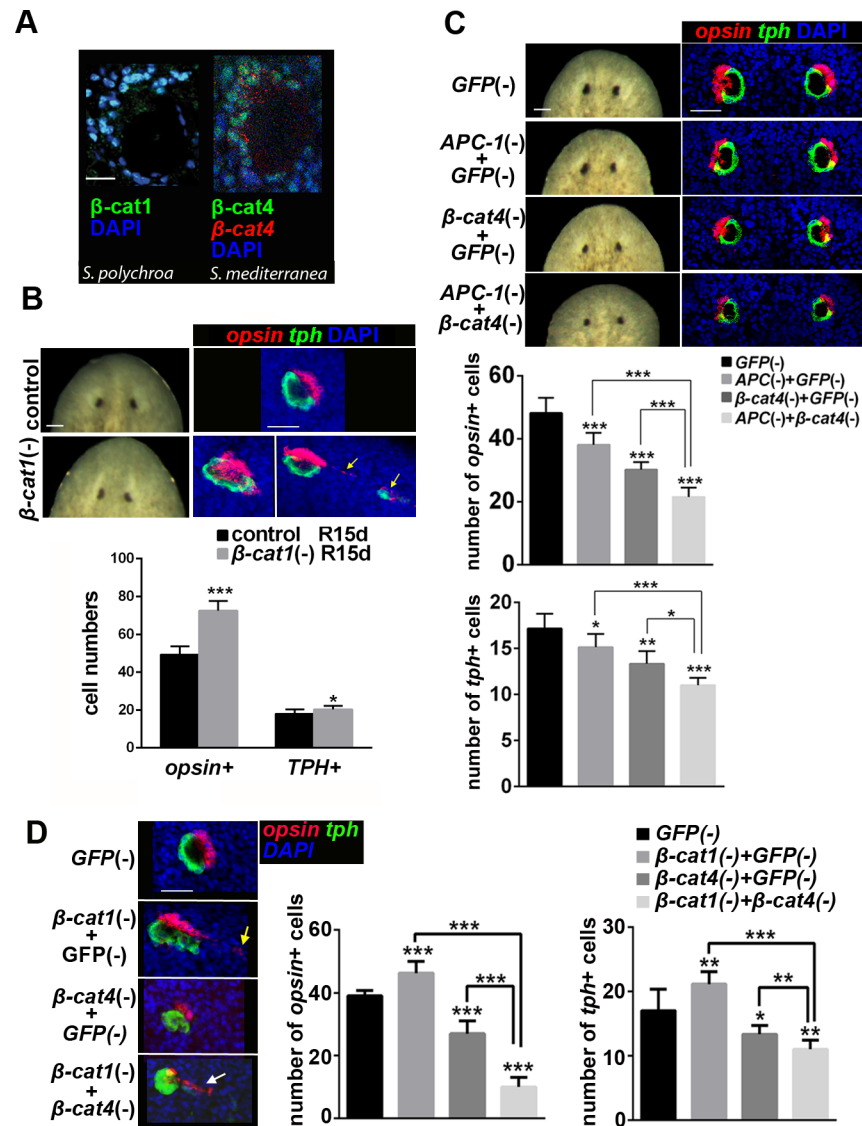 A
β-cat1
DAPI
S. polychroa
β-cat4
β-cat4
DAPI
S. mediterranea
B
opsin tph DAPI
control
β-cat1(-)
control R15d
β-cat1(-) R15d
cell numbers
100
80
60
40
20
0
***
*
opsin+
TPH+
C
opsin tph DAPI
GFP(-)
APC-1(-)
+
GFP(-)
β-cat4(-)
+
GFP(-)
APC-1(-)
+
β-cat4(-)
GFP(-)
APC(-)+GFP(-)
β-cat4(-)+GFP(-)
APC(-)+β-cat4(-)
number of opsin+ cells
60
40
20
0
***
***
***
***
***
number of tph+ cells
20
15
10
5
0
***
*
*
**
***
D
opsin tph
DAPI
GFP(-)
β-cat1(-)
+
GFP(-)
β-cat4(-)
+
GFP(-)
β-cat1(-)
+
β-cat4(-)
number of opsin+ cells
60
40
20
0
***
***
***
***
***
GFP(-)
β-cat1(-)+GFP(-)
β-cat4(-)+GFP(-)
β-cat1(-)+β-cat4(-)
number of tph+ cells
30
20
10
0
***
**
**
*
**